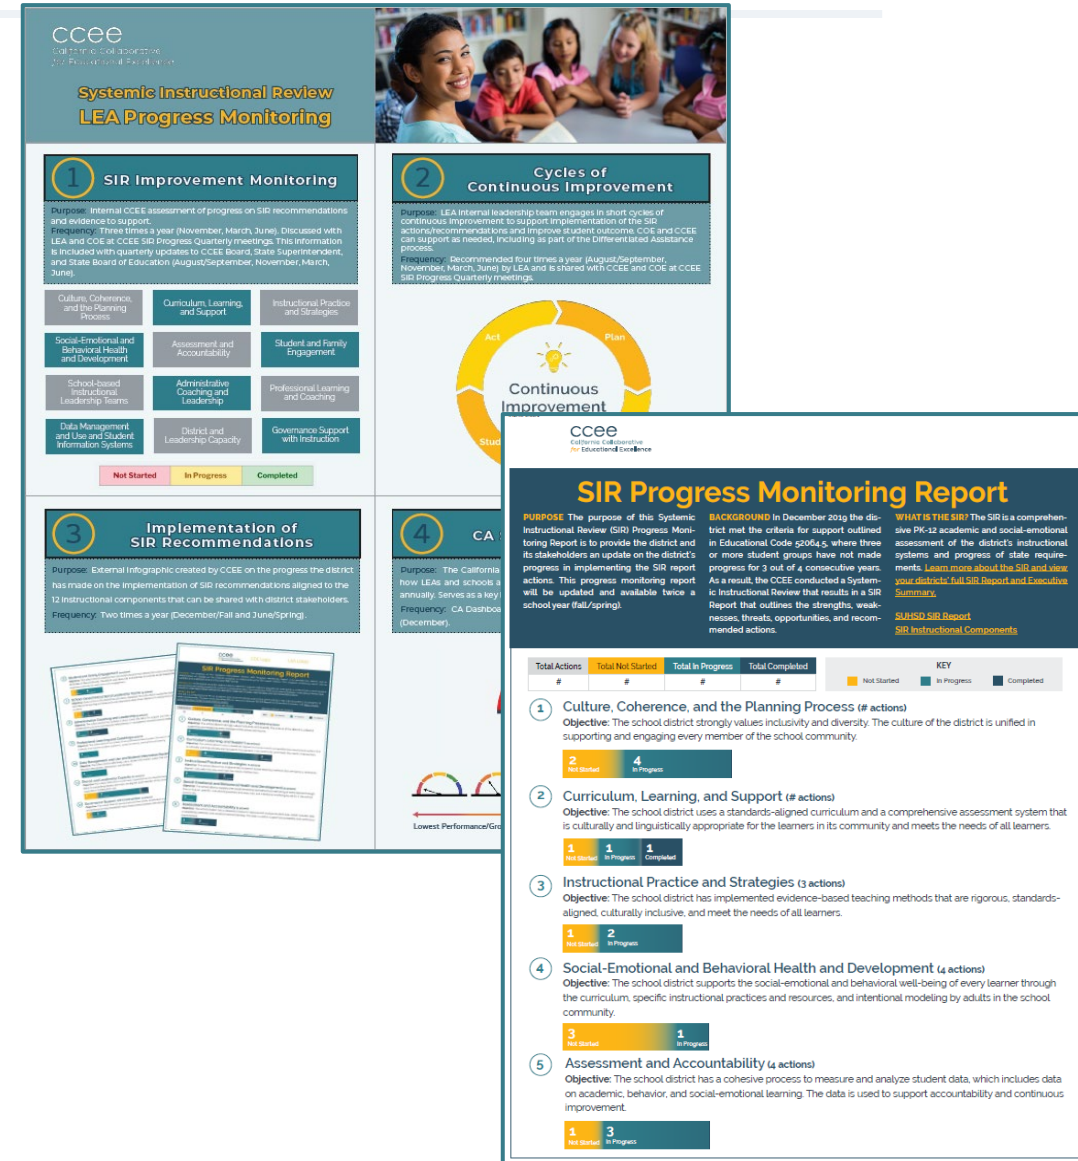 ccee
California Collaborative
for Educational Excellence
Systemic Instructional Review
LEA Progress Monitoring
1
SIR Improvement Monitoring
Purpose: Internal CCEE assessment of progress on SIR recommendations
and evidence to support.
Frequency: Three times a year (November, March, June). Discussed with
LEA and COE at CCEE SIR Progress Quarterly meetings. This information
is included with quarterly updates to CCEE Board, State Superintendent,
and State Board of Education (August/September, November, March,
June).
Culture, Coherence,
and the Planning
Process
Curriculum, Learning,
and Support
Instructional Practice
and Strategies
Social-Emotional and
Behavioral Health
and Development
Assessment and
Accountability
Student and Family
Engagement
School-based
Instructional
Leadership Teams
Administrative
Coaching and
Leadership
Professional Learning
and Coaching
Data Management
and Use and Student
Information Systems
District and
Leadership Capacity
Governance Support
with Instruction
Not Started
In Progress
Completed
2
Cycles of
Continuous Improvement
Purpose: LEA internal leadership team engages in short cycles of
continuous improvement to support implementation of the SIR
actions/recommendations and improve student outcome. COE and CCEE
can support as needed, including as part of the Differentiated Assistance
process.
Frequency: Recommended four times a year (August/September,
November, March, June) by LEA and is shared with CCEE and COE at CCEE
SIR Progress Quarterly meetings.
Act
Plan
Continuous
Improvement
Stud
3
Implementation of
SIR Recommendations
Purpose: External infographic created by CCEE on progress the district
has made on the implementation of SIR recommendations aligned to the
12 instructional components that can be shared with district stakeholders.
Frequency: Two times a year (December/Fall and June/Spring).
SIR Progress Monitoring Report
4
CA
Purpose: The California
how LEAs and schools a
annually. Serves as a key
Frequency: CA Dashboa
(December).
Lowest Performance/Gro
ccee
California Collaborative
for Educational Excellence
SIR Progress Monitoring Report
PURPOSE The purpose of this Systemic
Instructional Review (SIR) Progress Moni-
toring Report is to provide the district and
its stakeholders an update on the district's
progress in implementing the SIR report
actions. This progress monitoring report
will be updated and available twice a
school year (fall/spring).
BACKGROUND In December 2019 the dis-
trict met the criteria for support outlined
in Educational Code 52064.5, where three
or more student groups have not made
progress for 3 out of 4 consecutive years.
As a result, the CCEE conducted a System-
ic Instructional Review that results in a SIR
Report that outlines the strengths, weak-
nesses, threats, opportunities, and recom-
mended actions.
WHAT IS THE SIR? The SIR is a comprehen-
sive PK-12 academic and social-emotional
assessment of the district's instructional
systems and progress of state require-
ments. Learn more about the SIR and view
your districts' full SIR Report and Executive
Summary.
SUHSD SIR Report
SIR Instructional Components
Total Actions Total Not Started Total In Progress Total Completed
# # # #
KEY
Not Started In Progress Completed
1 Culture, Coherence, and the Planning Process (# actions)
Objective: The school district strongly values inclusivity and diversity. The culture of the district is unified in
supporting and engaging every member of the school community.
2 4
Not Started In Progress
2 Curriculum, Learning, and Support (# actions)
Objective: The school district uses a standards-aligned curriculum and a comprehensive assessment system that
is culturally and linguistically appropriate for the learners in its community and meets the needs of all learners.
1 1 1
Not Started In Progress Completed
3 Instructional Practice and Strategies (3 actions)
Objective: The school district has implemented evidence-based teaching methods that are rigorous, standards-
aligned, culturally inclusive, and meet the needs of all learners.
1 2
Not Started In Progress
4 Social-Emotional and Behavioral Health and Development (4 actions)
Objective: The school district supports the social-emotional and behavioral well-being of every learner through
the curriculum, specific instructional practices and resources, and intentional modeling by adults in the school
community.
3 1
Not Started In Progress
5 Assessment and Accountability (4 actions)
Objective: The school district has a cohesive process to measure and analyze student data, which includes data
on academic, behavior, and social-emotional learning. The data is used to support accountability and continuous
improvement.
1 3
Not Started In Progress